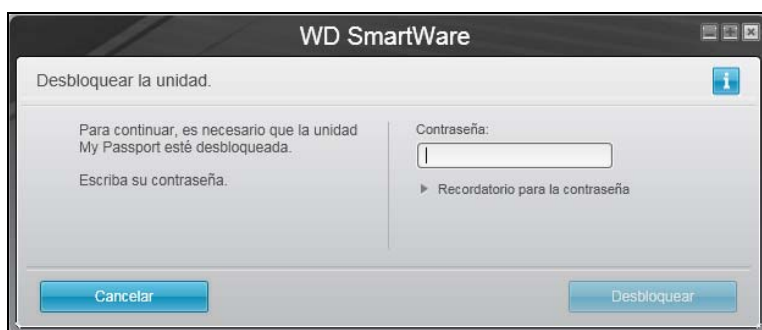 WD SmartWare
Desbloquear la unidad.
Para continuar, es necesario que la unidad
My Passport esté desbloqueada.
Escriba su contraseña.
Contraseña:
Recordatorio para la contraseña
Cancelar
Desbloquear